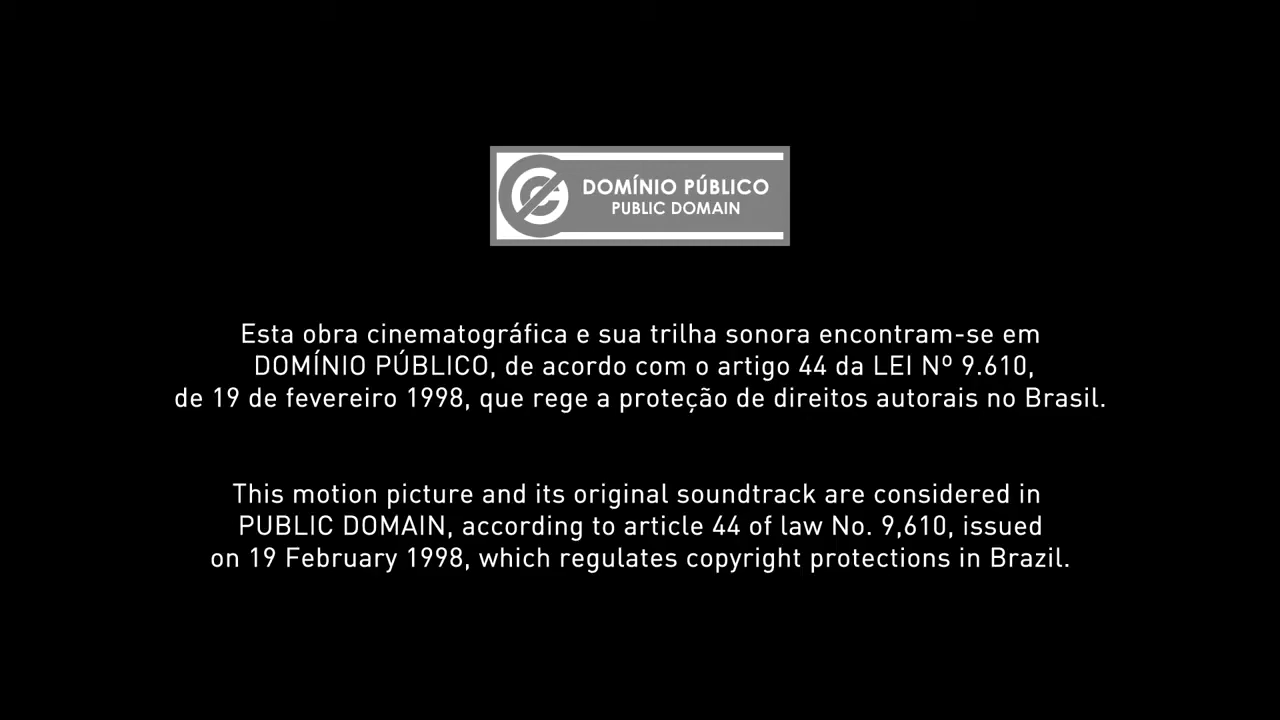 DOMÍNIO PÚBLICO
PUBLIC DOMAIN
Esta obra cinematográfica e sua trilha sonora encontram-se em
DOMÍNIO PÚBLICO, de acordo com o artigo 44 da LEI Nº 9.610,
de 19 de fevereiro 1998, que rege a proteção de direitos autorais no Brasil.
This motion picture and its original soundtrack are considered in
PUBLIC DOMAIN, according to article 44 of law No. 9,610, issued
on 19 February 1998, which regulates copyright protections in Brazil.